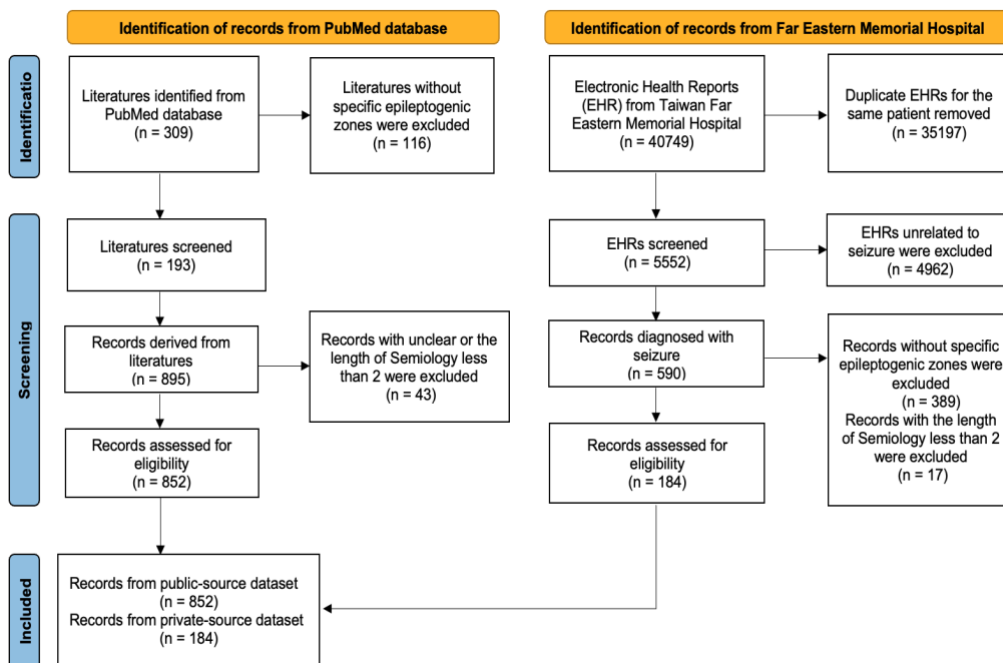 Identification of records from PubMed database
Identification of records from Far Eastern Memorial Hospital
Identificatio
Literatures identified from
PubMed database
(n = 309)
Literatures without
specific epileptogenic
zones were excluded
(n = 116)
Electronic Health Reports
(EHR) from Taiwan Far
Eastern Memorial Hospital
(n = 40749)
Duplicate EHRs for the
same patient removed
(n = 35197)
Screening
Literatures screened
(n = 193)
EHRs screened
(n = 5552)
EHRs unrelated to
seizure were excluded
(n = 4962)
Records derived from
literatures
(n = 895)
Records with unclear or the
length of Semiology less
than 2 were excluded
(n = 43)
Records diagnosed with
seizure
(n = 590)
Records without specific
epileptogenic zones were
excluded
(n = 389)
Records with the length
of Semiology less than 2
were excluded
(n = 17)
Records assessed for
eligibility
(n = 852)
Records assessed for
eligibility
(n = 184)
Included
Records from public-source dataset
(n = 852)
Records from private-source dataset
(n = 184)